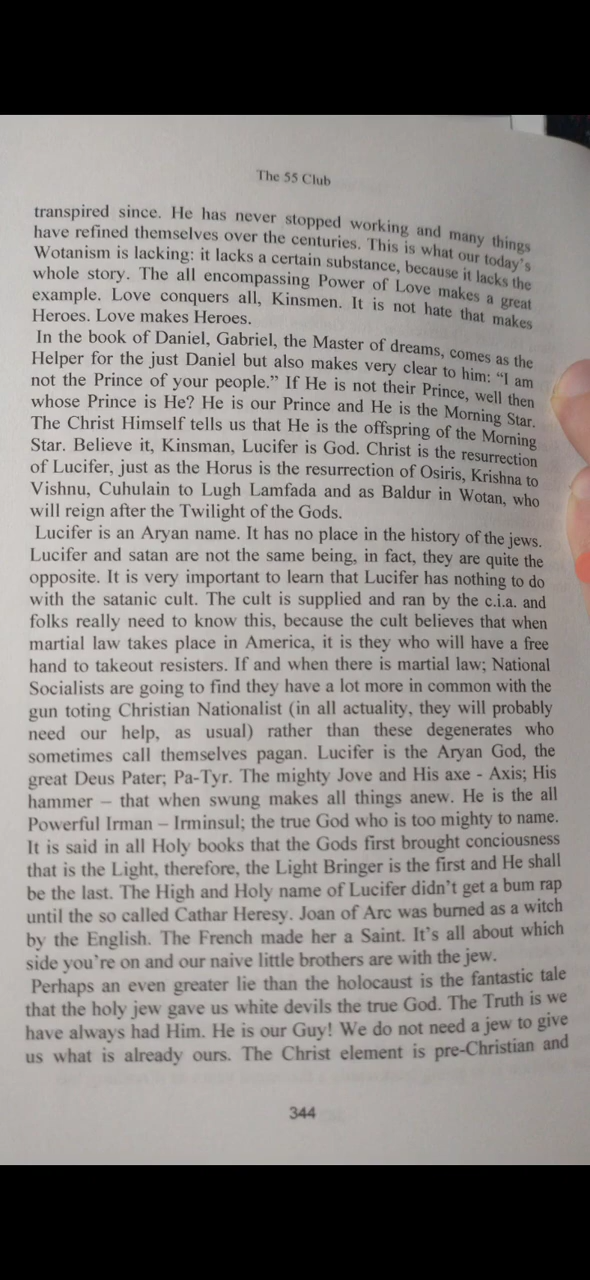 The 55 Club
transpired since. He has never stopped working and many things
have refined themselves over the centuries. This is what our today's
Wotanism is lacking: it lacks a certain substance, because it lacks the
whole story. The all encompassing Power of Love makes a great
example. Love conquers all, Kinsmen. It is not hate that makes
Heroes. Love makes Heroes.
In the book of Daniel, Gabriel, the Master of dreams, comes as the
Helper for the just Daniel but also makes very clear to him: “I am
not the Prince of your people.” If He is not their Prince, well then
whose Prince is He? He is our Prince and He is the Morning Star.
The Christ Himself tells us that He is the offspring of the Morning
Star. Believe it, Kinsman, Lucifer is God. Christ is the resurrection
of Lucifer, just as the Horus is the resurrection of Osiris, Krishna to
Vishnu, Cuhulain to Lugh Lamfada and as Baldur in Wotan, who
will reign after the Twilight of the Gods.
Lucifer is an Aryan name. It has no place in the history of the jews.
Lucifer and satan are not the same being, in fact, they are quite the
opposite. It is very important to learn that Lucifer has nothing to do
with the satanic cult. The cult is supplied and ran by the c.i.a. and
folks really need to know this, because the cult believes that when
martial law takes place in America, it is they who will have a free
hand to takeout resisters. If and when there is martial law; National
Socialists are going to find they have a lot more in common with the
gun toting Christian Nationalist (in all actuality, they will probably
need our help, as usual) rather than these degenerates who
sometimes call themselves pagan. Lucifer is the Aryan God, the
great Deus Pater; Pa-Tyr. The mighty Jove and His axe - Axis; His
hammer – that when swung makes all things anew. He is the all
Powerful Irman – Irminsul; the true God who is too mighty to name.
It is said in all Holy books that the Gods first brought conciousness
that is the Light, therefore, the Light Bringer is the first and He shall
be the last. The High and Holy name of Lucifer didn't get a bum rap
until the so called Cathar Heresy. Joan of Arc was burned as a witch
by the English. The French made her a Saint. It's all about which
side you're on and our naive little brothers are with the jew.
Perhaps an even greater lie than the holocaust is the fantastic tale
that the holy jew gave us white devils the true God. The Truth is we
have always had Him. He is our Guy! We do not need a jew to give
us what is already ours. The Christ element is pre-Christian and
344